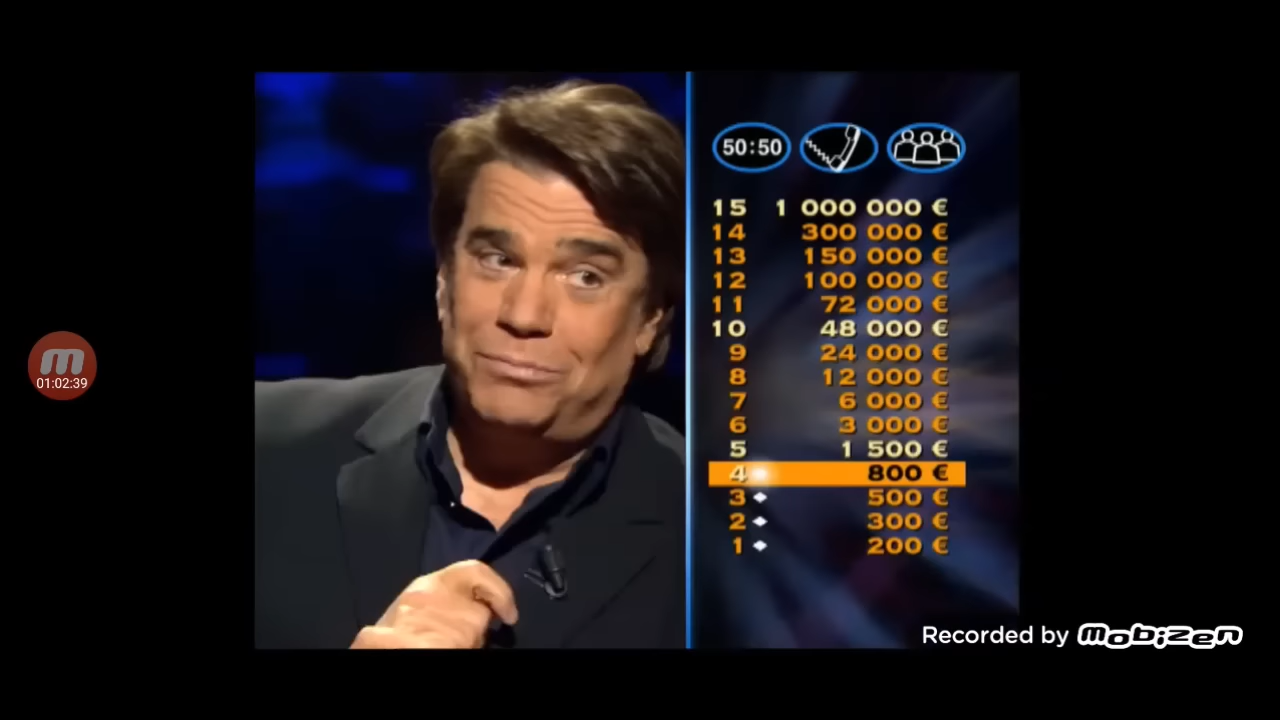 50:50
15 1 000 000 €
14 300 000 €
13 150 000 €
12 100 000 €
11 72 000 €
10 48 000 €
9 24 000 €
8 12 000 €
7 6 000 €
6 3 000 €
5 1 500 €
4 800 €
3 500 €
2 300 €
1 200 €
01:02:39
Recorded by mobizen